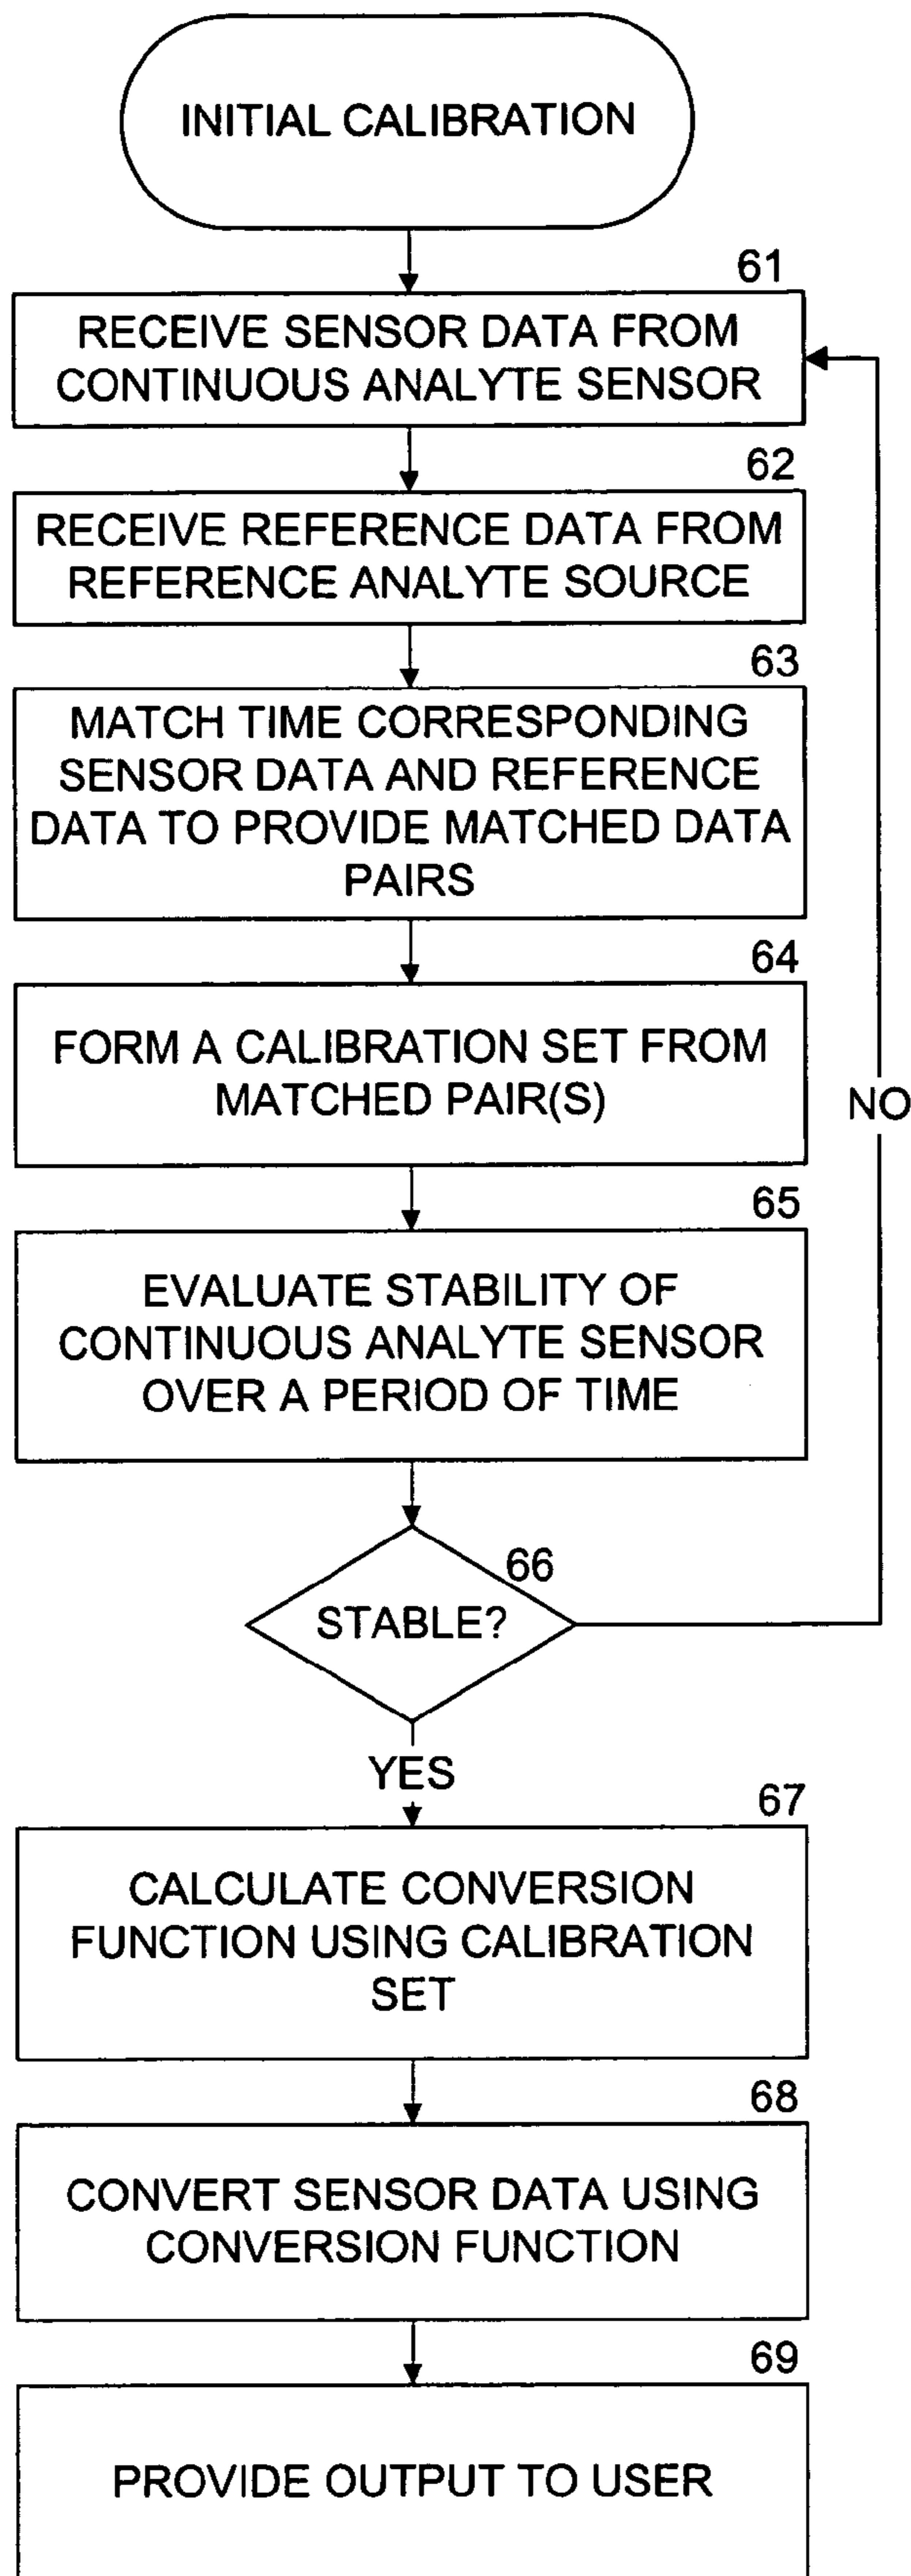 INITIAL CALIBRATION
61
RECEIVE SENSOR DATA FROM
CONTINUOUS ANALYTE SENSOR
62
RECEIVE REFERENCE DATA FROM
REFERENCE ANALYTE SOURCE
63
MATCH TIME CORRESPONDING
SENSOR DATA AND REFERENCE
DATA TO PROVIDE MATCHED DATA
PAIRS
64
FORM A CALIBRATION SET FROM
MATCHED PAIR(S)
NO
65
EVALUATE STABILITY OF
CONTINUOUS ANALYTE SENSOR
OVER A PERIOD OF TIME
66
STABLE?
YES
67
CALCULATE CONVERSION
FUNCTION USING CALIBRATION
SET
68
CONVERT SENSOR DATA USING
CONVERSION FUNCTION
69
PROVIDE OUTPUT TO USER